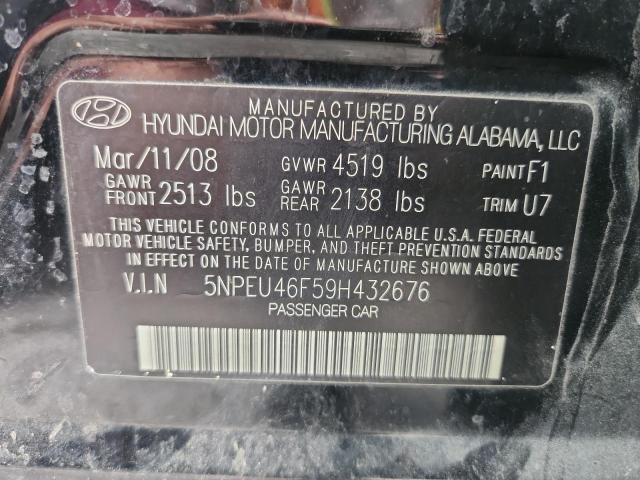 MANUFACTURED BY
HYUNDAI MOTOR MANUFACTURING ALABAMA, LLC
Mar/11/08 GVWR 4519 lbs PAINT F1
GAWR FRONT 2513 lbs GAWR REAR 2138 lbs TRIM U7
THIS VEHICLE CONFORMS TO ALL APPLICABLE U.S.A. FEDERAL
MOTOR VEHICLE SAFETY, BUMPER, AND THEFT PREVENTION STANDARDS
IN EFFECT ON THE DATE OF MANUFACTURE SHOWN ABOVE
V.I.N 5NPEU46F59H432676
PASSENGER CAR